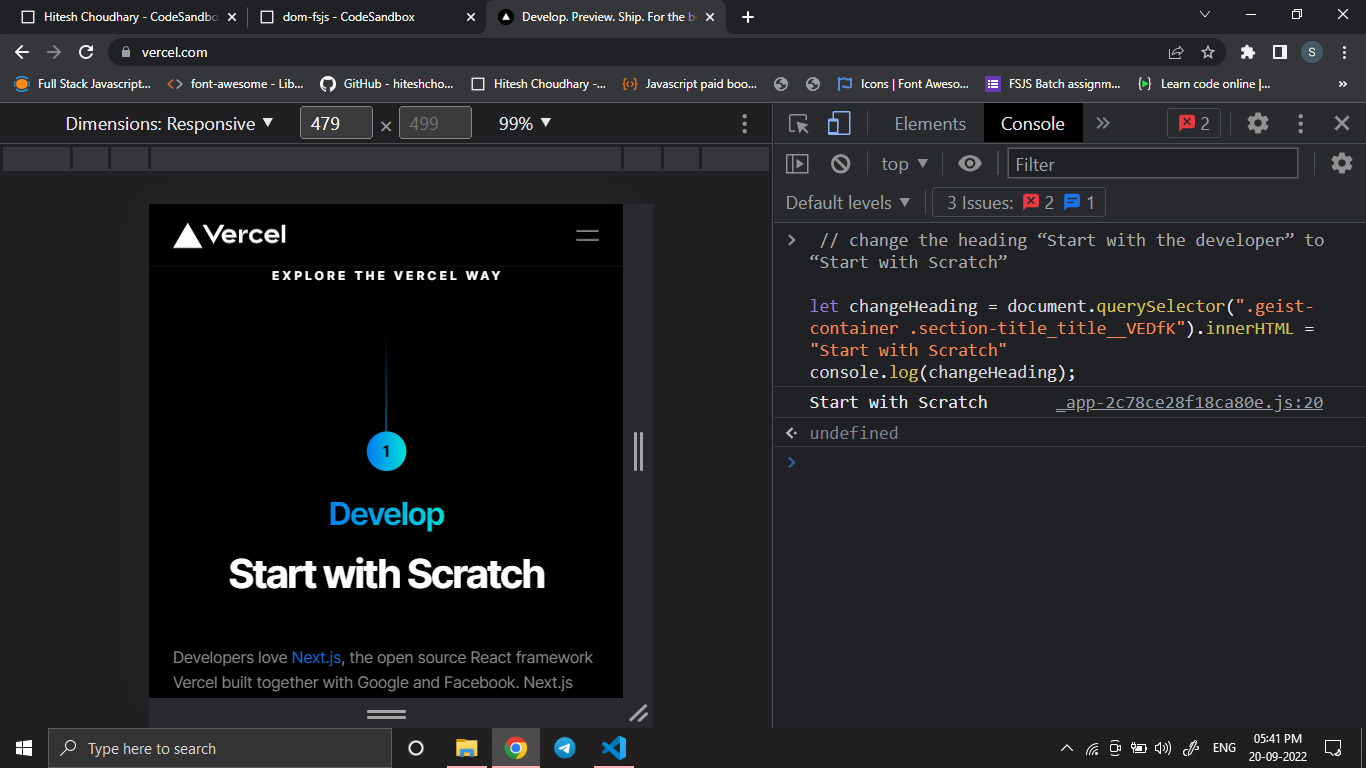 Hitesh Choudhary - CodeSandbo
dom-fsjs - CodeSandbox
Develop. Preview. Ship. For the be
vercel.com
S
Full Stack Javascript...
font-awesome - Lib...
GitHub - hiteshcho...
Hitesh Choudhary -...
Javascript paid boo...
Icons | Font Aweso...
FSJS Batch assignm...
Learn code online |...
»
Dimensions: Responsive ▼ 479 × 499 99% ▼
Elements Console » 2
top ▼ Filter
Default levels ▼ 3 Issues: 2 1
Vercel
EXPLORE THE VERCEL WAY
1
Develop
Start with Scratch
Developers love Next.js, the open source React framework
Vercel built together with Google and Facebook. Next.js
// change the heading “Start with the developer” to
“Start with Scratch”
let changeHeading = document.querySelector(".geist-
container .section-title_title__VEDfK").innerHTML =
"Start with Scratch"
console.log(changeHeading);
Start with Scratch _app-2c78ce28f18ca80e.js:20
undefined
Type here to search
ENG
05:41 PM
20-09-2022